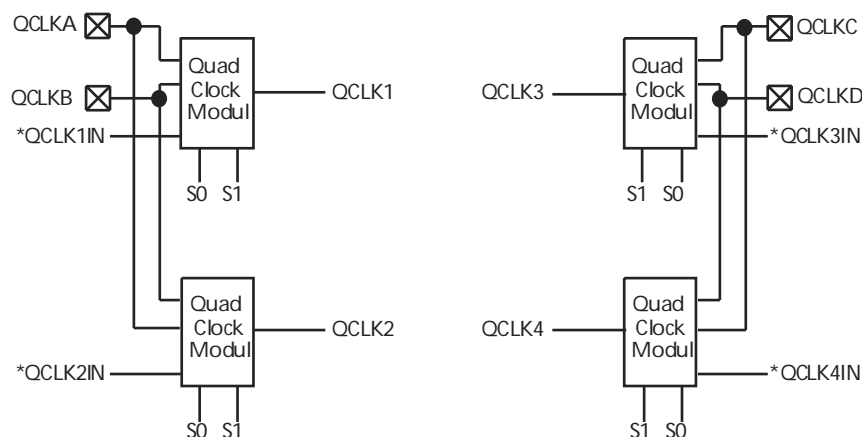 QCLKA
QCLKC
Quad
Clock
Modul
Quad
Clock
Modul
QCLKB
QCLK1
QCLK3
QCLKD
*QCLK1IN
*QCLK3IN
S0 S1
S1 S0
Quad
Clock
Modul
Quad
Clock
Modul
QCLK2
QCLK4
*QCLK2IN
*QCLK4IN
S0 S1
S1 S0